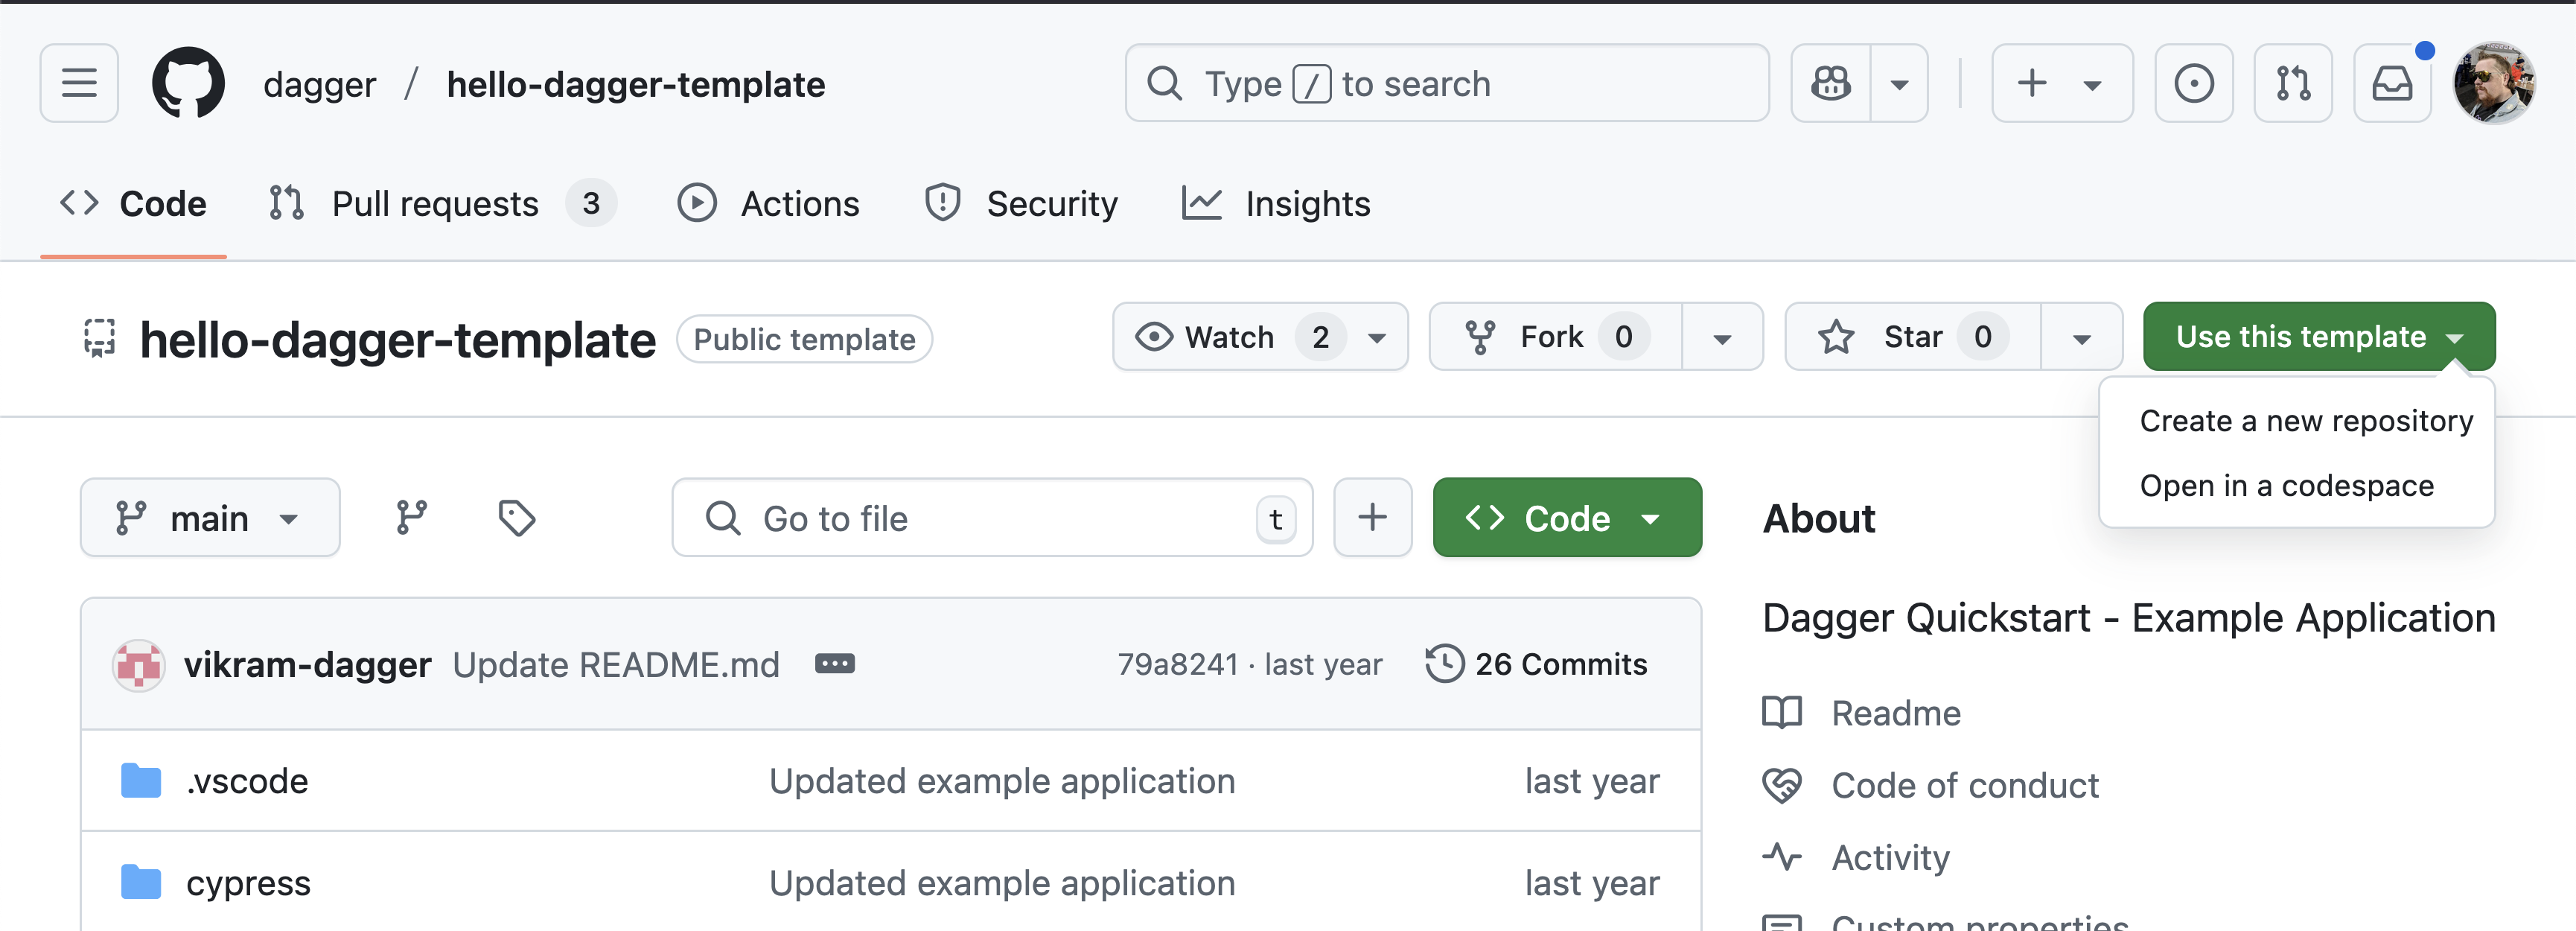 dagger / hello-dagger-template
Type / to search
Code
Pull requests 3
Actions
Security
Insights
hello-dagger-template
Public template
Watch 2
Fork 0
Star 0
Use this template
Create a new repository
Open in a codespace
main
Go to file
t
Code
About
Dagger Quickstart - Example Application
vikram-dagger Update README.md
79a8241 · last year
26 Commits
.vscode
Updated example application
last year
cypress
Updated example application
last year
Readme
Code of conduct
Activity
Custom properties